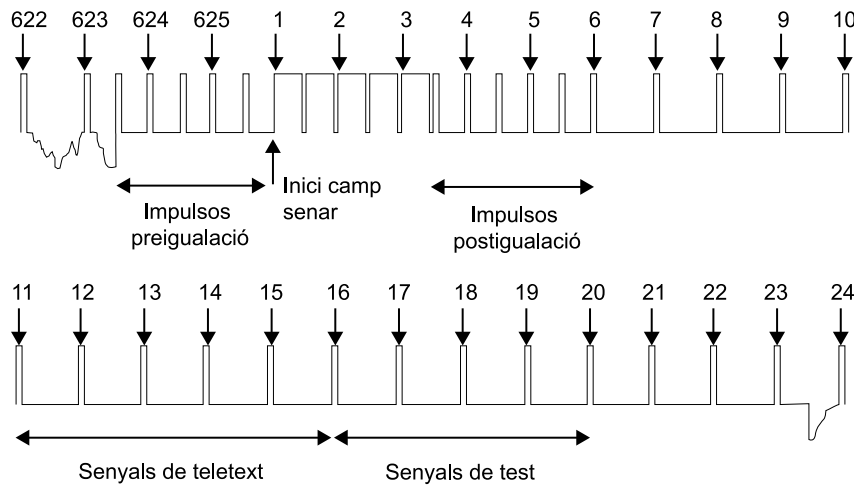 622 623 624 625 1 2 3 4 5 6 7 8 9 10
Inici camp
senar
Impulsos
preigualació
Impulsos
postigualació
11 12 13 14 15 16 17 18 19 20 21 22 23 24
Senyals de teletext
Senyals de test